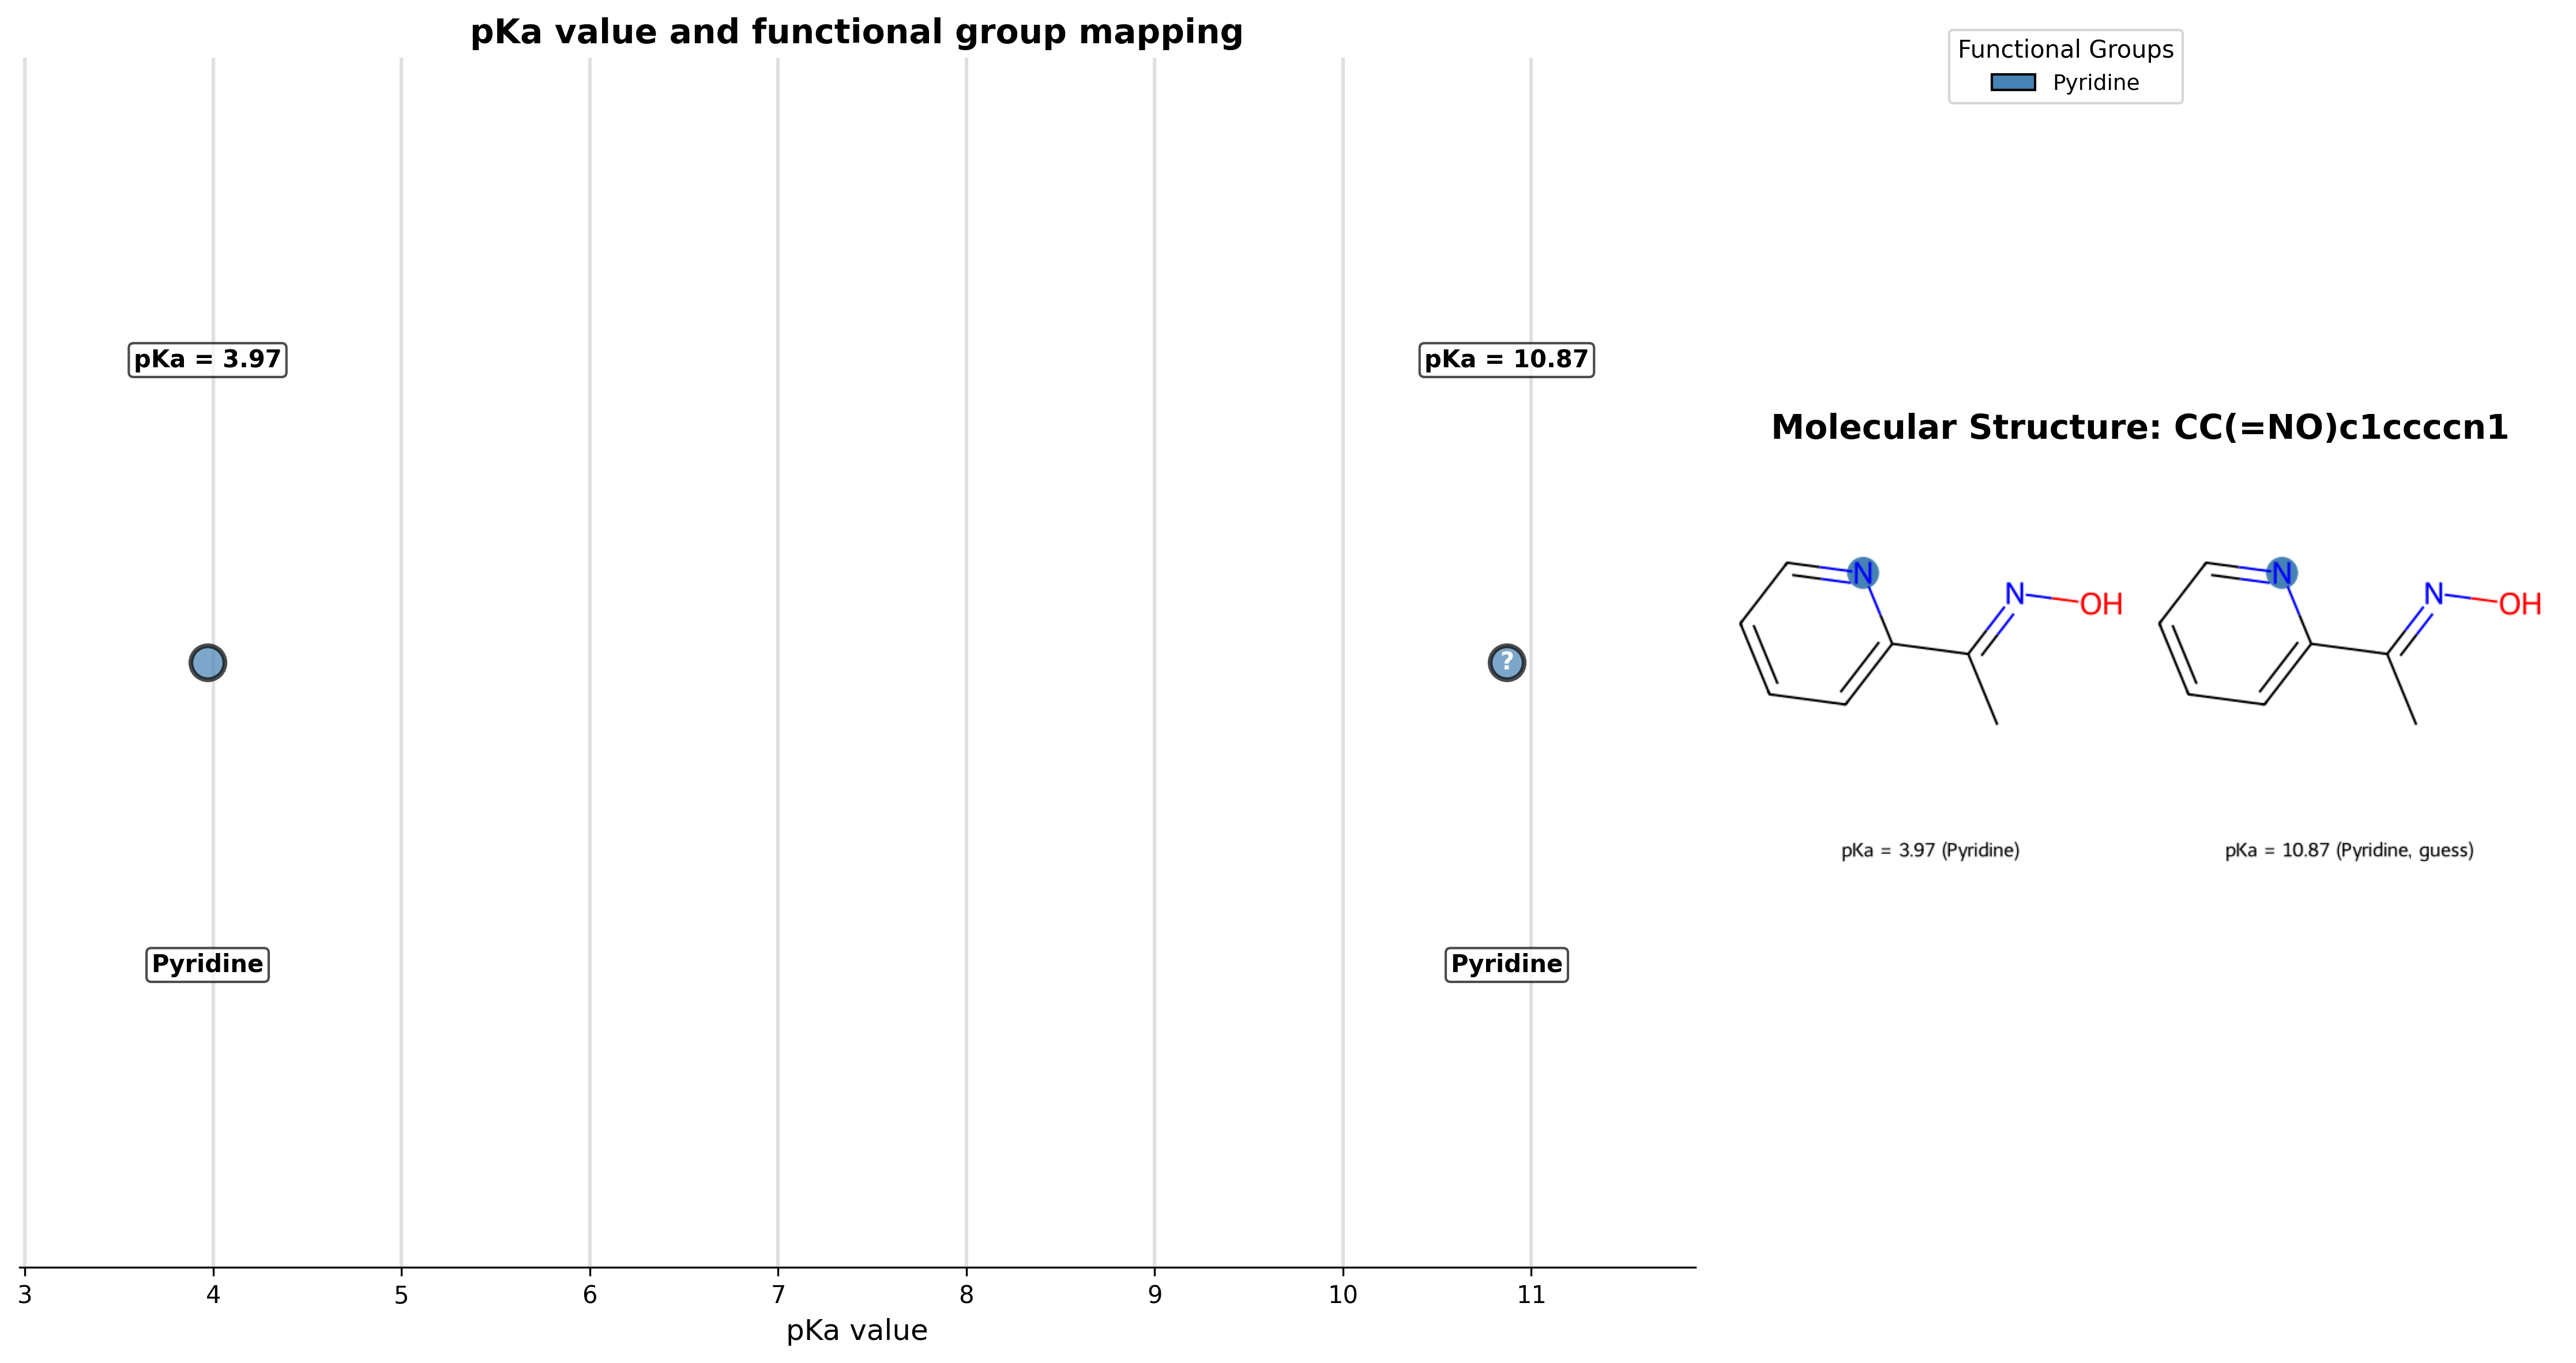 pKa value and functional group mapping
Functional Groups
Pyridine
pKa = 3.97
pKa = 10.87
?
Pyridine
Pyridine
3 4 5 6 7 8 9 10 11
pKa value
Molecular Structure: CC(=NO)c1ccccn1
N
N
OH
N
N
OH
pKa = 3.97 (Pyridine)
pKa = 10.87 (Pyridine, guess)